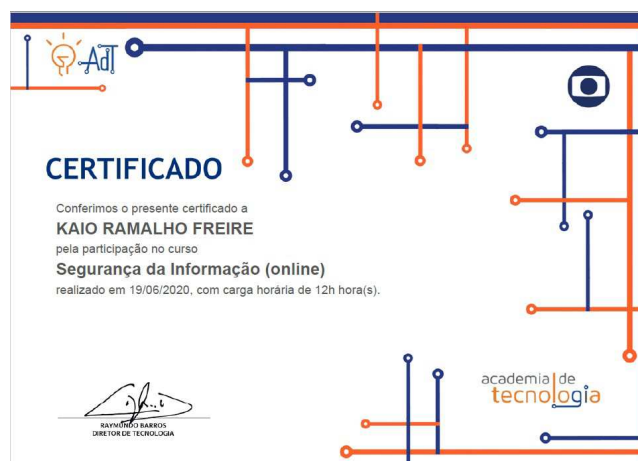 AdT
CERTIFICADO
Conferimos o presente certificado a
KAIO RAMALHO FREIRE
pela participação no curso
Segurança da Informação (online)
realizado em 19/06/2020, com carga horária de 12h hora(s).
RAYMUNDO BARROS
DIRETOR DE TECNOLOGIA
academia de
tecnologia